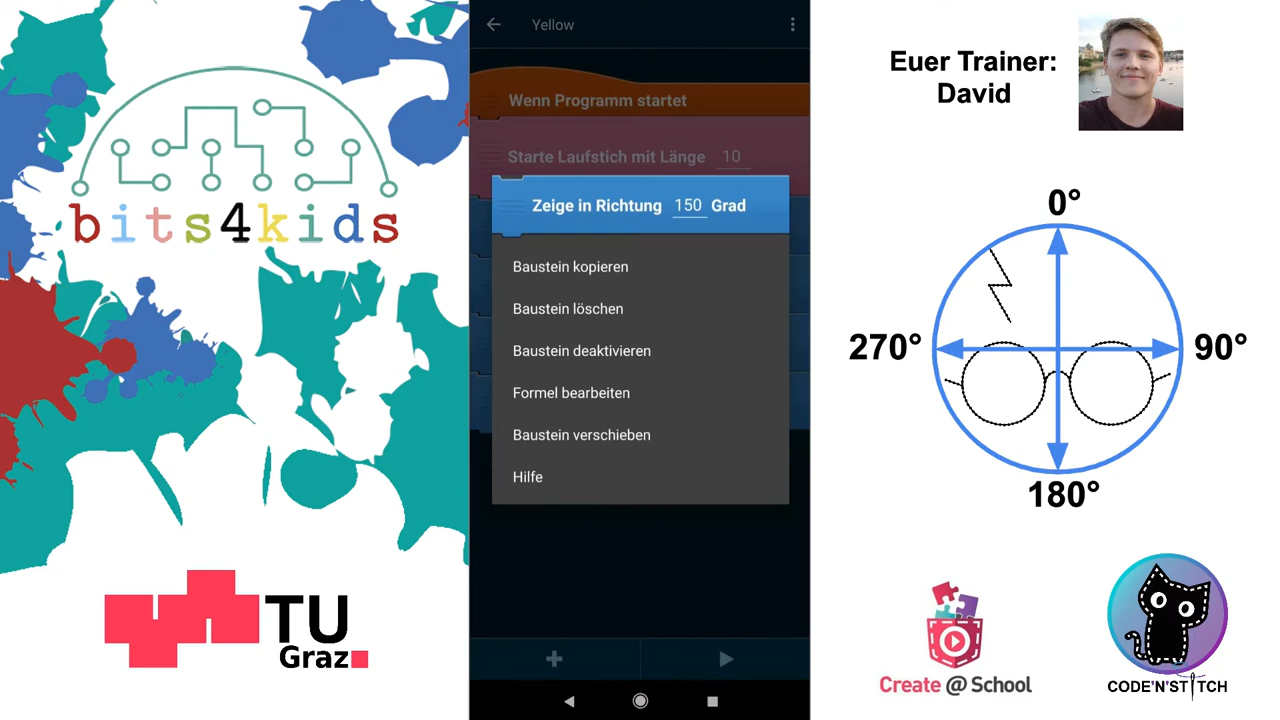 bits4kids
TU
Graz
Yellow
Wenn Programm startet
Starte Laufstich mit Länge 10
Zeige in Richtung 150 Grad
Baustein kopieren
Baustein löschen
Baustein deaktivieren
Formel bearbeiten
Baustein verschieben
Hilfe
Euer Trainer:
David
0°
270°
90°
180°
Create @ School
CODE'N'STITCH